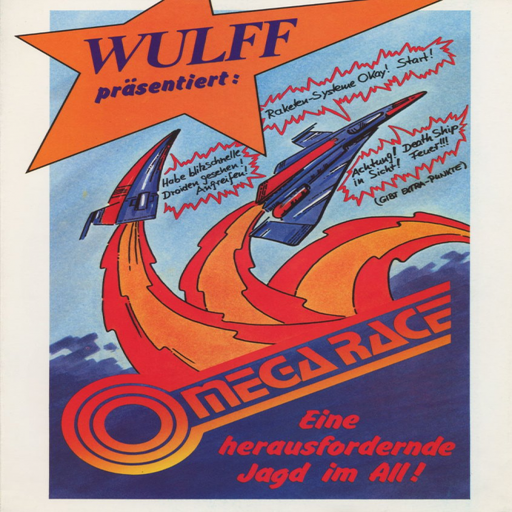 WULFF
präsentiert:
Raketen-Systeme Okay! Start!
Habe blitzschnelle
Droiden gesehen!
Angreifen!
Achtung! Death Ship
in Sicht! Feuer!!!
(GIBT EXTRA-PUNKTE)
OMEGA RACE
Eine
herausfordernde
Jagd im All!